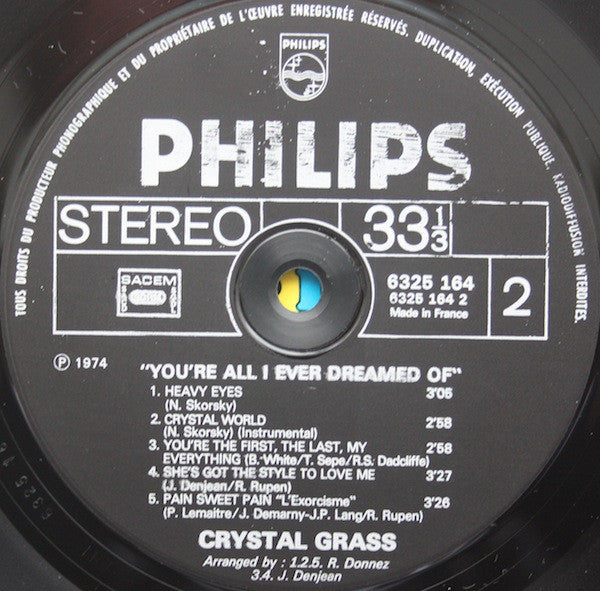 TOUS DROITS DU PRODUCTEUR PHONOGRAPHIQUE ET DU PROPRIÉTAIRE DE L'ŒUVRE ENREGISTRÉE RÉSERVÉS. DUPLICATION, EXÉCUTION PUBLIQUE, RADIODIFFUSION INTERDITES.
PHILIPS
PHILIPS
STEREO 33 1/3
SACEM
6325 164
6325 164 2
Made in France
2
Ⓟ 1974
"YOU'RE ALL I EVER DREAMED OF"
1. HEAVY EYES 3'05
(N. Skorsky)
2. CRYSTAL WORLD 2'58
(N. Skorsky) (Instrumental)
3. YOU'RE THE FIRST, THE LAST, MY 2'58
EVERYTHING (B.-White/T. Sepe/R.S. Dadcliffe)
4. SHE'S GOT THE STYLE TO LOVE ME 3'27
(J. Denjean/R. Rupen)
5. PAIN SWEET PAIN "L'Exorcisme" 3'26
(P. Lemaitre/J. Demarny-J.P. Lang/R. Rupen)
CRYSTAL GRASS
Arranged by : 1.2.5. R. Donnez
3.4. J. Denjean